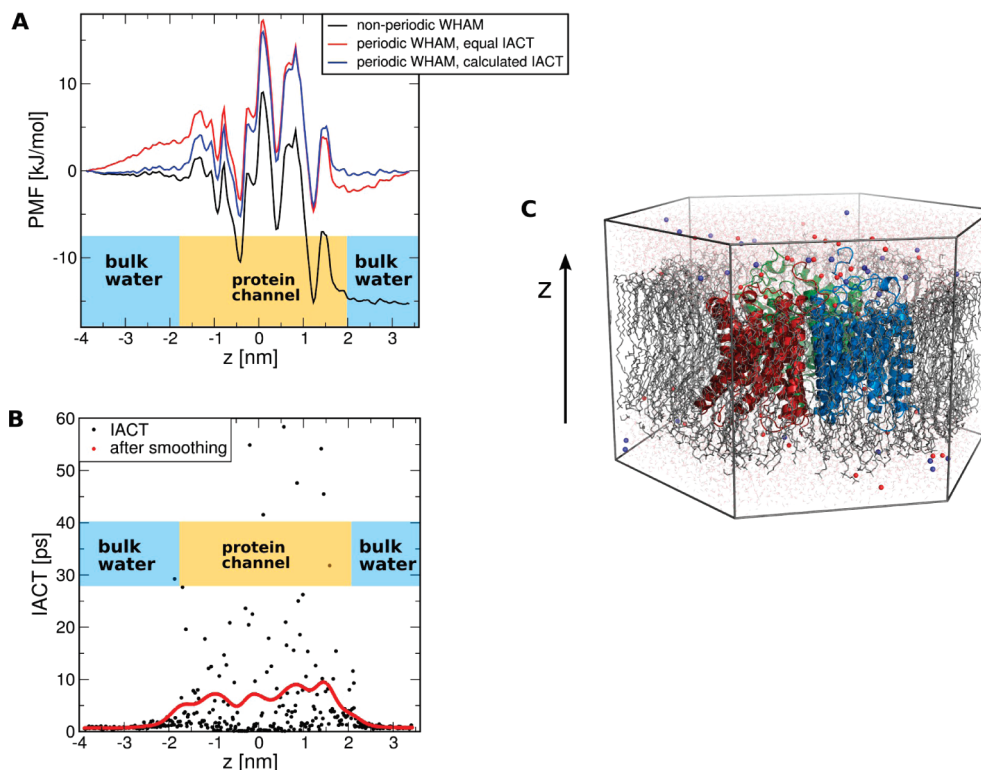 A
non-periodic WHAM
periodic WHAM, equal IACT
periodic WHAM, calculated IACT
PMF [kJ/mol]
10
0
-10
bulk
water
protein
channel
bulk
water
-4 -3 -2 -1 0 1 2 3
z [nm]
B
IACT
after smoothing
IACT [ps]
60
50
40
30
20
10
0
bulk
water
protein
channel
bulk
water
-4 -3 -2 -1 0 1 2 3
z [nm]
C
Z